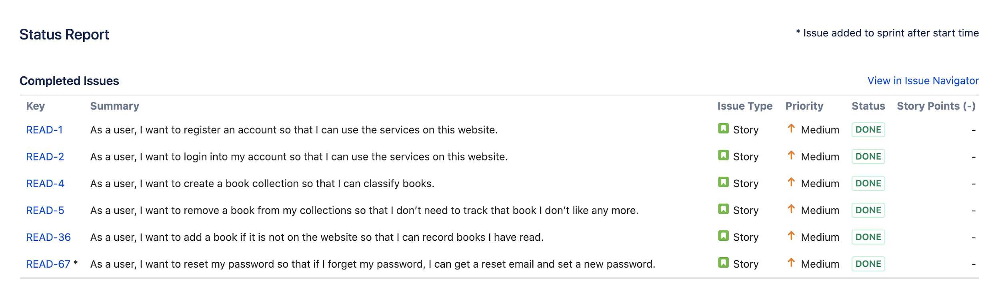 Status Report
* Issue added to sprint after start time
Completed Issues
View in Issue Navigator
Key Summary Issue Type Priority Status Story Points (-)
READ-1 As a user, I want to register an account so that I can use the services on this website. Story Medium DONE -
READ-2 As a user, I want to login into my account so that I can use the services on this website. Story Medium DONE -
READ-4 As a user, I want to create a book collection so that I can classify books. Story Medium DONE -
READ-5 As a user, I want to remove a book from my collections so that I don’t need to track that book I don’t like any more. Story Medium DONE -
READ-36 As a user, I want to add a book if it is not on the website so that I can record books I have read. Story Medium DONE -
READ-67 * As a user, I want to reset my password so that if I forget my password, I can get a reset email and set a new password. Story Medium DONE -